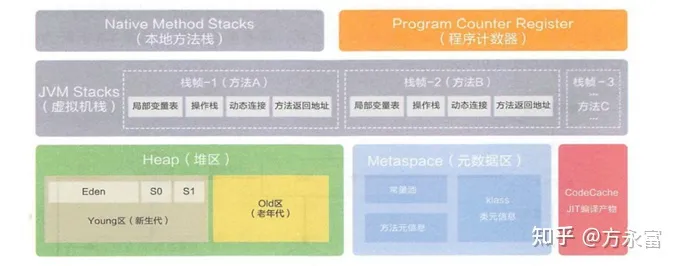 Native Method Stacks
(本地方法栈)
Program Counter Register
(程序计数器)
JVM Stacks
(虚拟机栈)
栈帧-1(方法A)
局部变量表
操作栈
动态连接
方法返回地址
栈帧-2(方法B)
局部变量表
操作栈
动态连接
方法返回地址
栈帧-3
...
方法C
...
Heap(堆区)
Eden
S0
S1
Young区(新生代)
Old区
(老年代)
Metaspace(元数据区)
常量池
方法元信息
klass
类元信息
CodeCache
JIT编译产物
知乎 @方永富